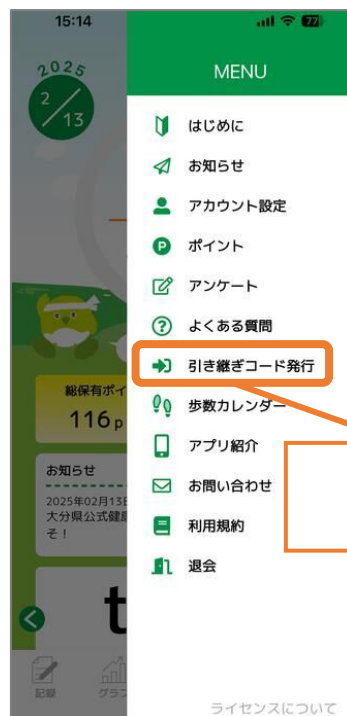 15:14
77
2025
2/13
MENU
はじめに
お知らせ
アカウント設定
P ポイント
アンケート
? よくある質問
引き継ぎコード発行
歩数カレンダー
アプリ紹介
お問い合わせ
利用規約
退会
総保有ポイ
116 p
お知らせ
2025年02月13日
大分県公式健康
そ！
t
記録
グラフ
ライセンスについて